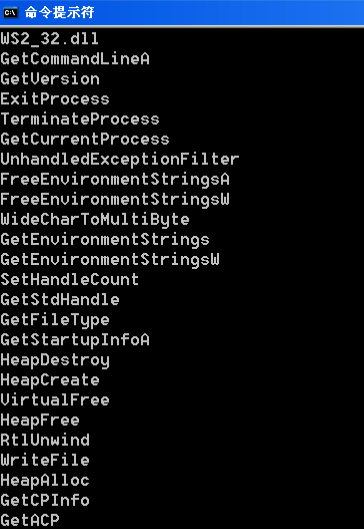 命令提示符
WS2_32.dll
GetCommandLineA
GetVersion
ExitProcess
TerminateProcess
GetCurrentProcess
UnhandledExceptionFilter
FreeEnvironmentStringsA
FreeEnvironmentStringsW
WideCharToMultiByte
GetEnvironmentStrings
GetEnvironmentStringsW
SetHandleCount
GetStdHandle
GetFileType
GetStartupInfoA
HeapDestroy
HeapCreate
VirtualFree
HeapFree
RtlUnwind
WriteFile
HeapAlloc
GetCPInfo
GetACP